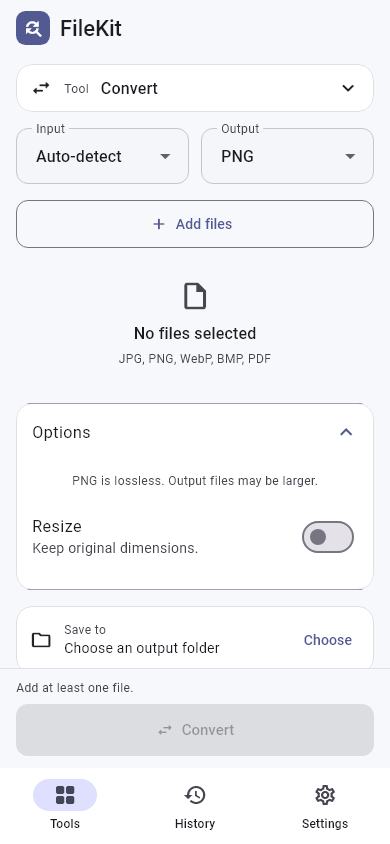 FileKit
Tool Convert
Input
Output
Auto-detect
PNG
Add files
No files selected
JPG, PNG, WebP, BMP, PDF
Options
PNG is lossless. Output files may be larger.
Resize
Keep original dimensions.
Save to
Choose an output folder
Choose
Add at least one file.
Convert
Tools
History
Settings